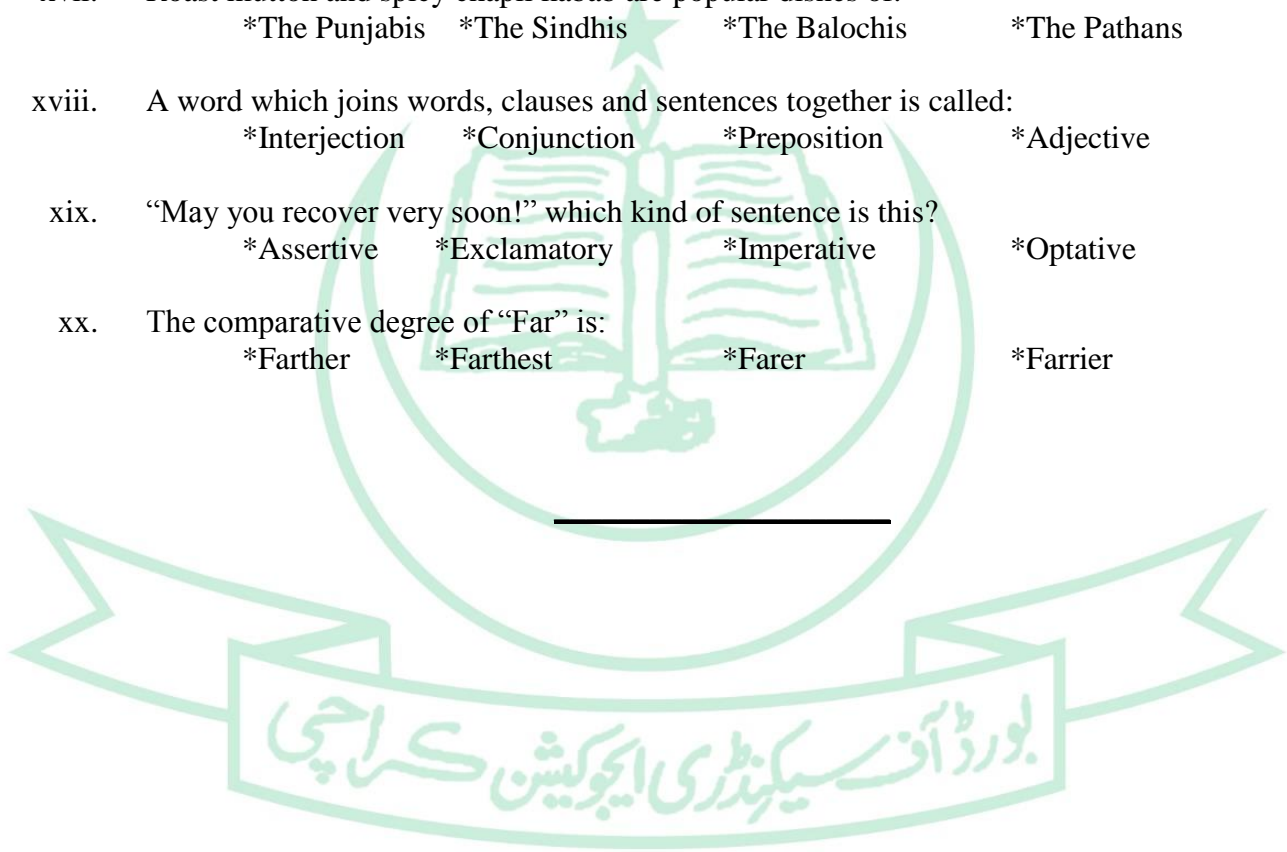 *The Punjabis *The Sindhis *The Balochis *The Pathans
xviii. A word which joins words, clauses and sentences together is called:
*Interjection *Conjunction *Preposition *Adjective
xix. “May you recover very soon!” which kind of sentence is this?
*Assertive *Exclamatory *Imperative *Optative
xx. The comparative degree of “Far” is:
*Farther *Farthest *Farer *Farrier
بورڈ آف سیکنڈری ایجوکیشن کراچی